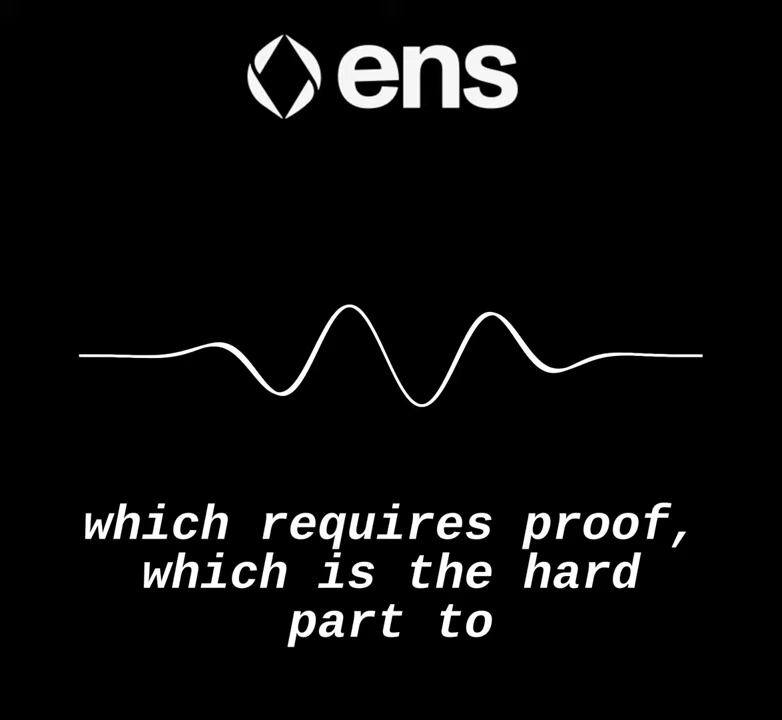 ens
which requires proof,
which is the hard
part to